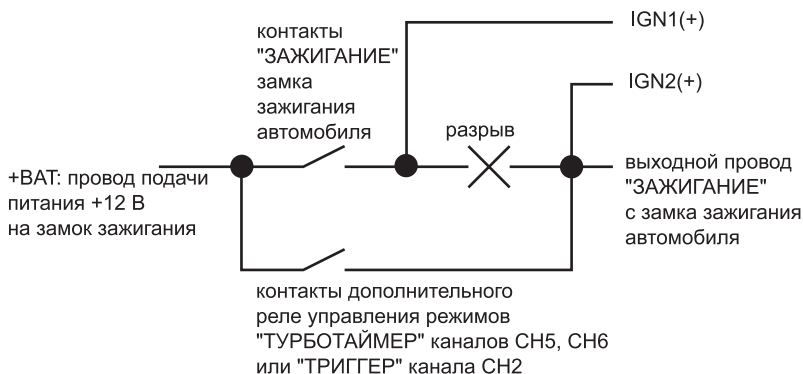 IGN1(+)
контакты
"ЗАЖИГАНИЕ"
замка
зажигания
автомобиля
IGN2(+)
разрыв
+BAT: провод подачи
питания +12 В
на замок зажигания
выходной провод
"ЗАЖИГАНИЕ"
с замка зажигания
автомобиля
контакты дополнительного
реле управления режимов
"ТУРБОТАЙМЕР" каналов CH5, CH6
или "ТРИГГЕР" канала CH2